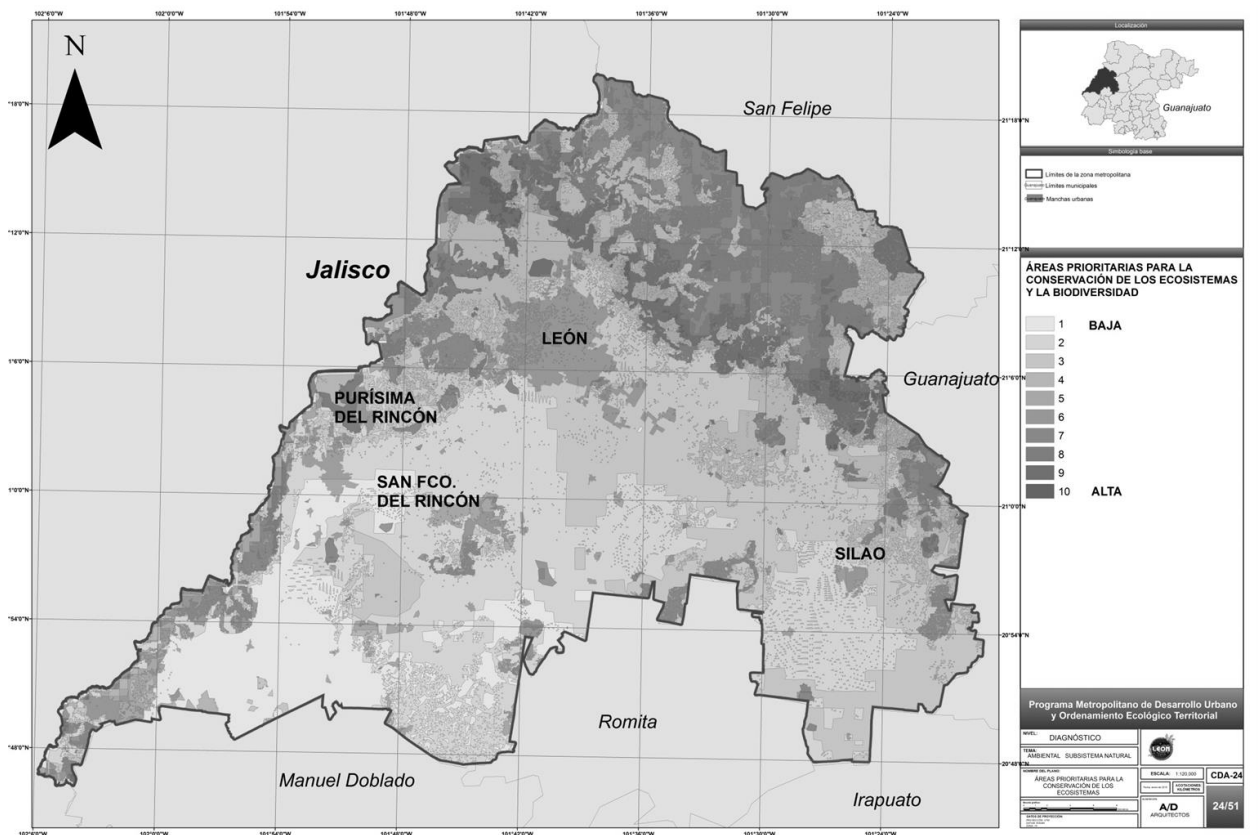 102°6'0"W
102°0'0"W
101°54'0"W
101°48'0"W
101°42'0"W
101°36'0"W
101°30'0"W
101°24'0"W
N
San Felipe
Jalisco
LEÓN
Guanajuato
PURÍSIMA
DEL RINCÓN
SAN FCO.
DEL RINCÓN
SILAO
Romita
Manuel Doblado
Irapuato
21°18'0"N
21°12'0"N
21°6'0"N
21°0'0"N
20°54'0"N
20°48'0"N
Localización
Guanajuato
Simbología base
Límites de la zona metropolitana
Límites municipales
Manchas urbanas
ÁREAS PRIORITARIAS PARA LA
CONSERVACIÓN DE LOS ECOSISTEMAS
Y LA BIODIVERSIDAD
1 BAJA
2
3
4
5
6
7
8
9
10 ALTA
Programa Metropolitano de Desarrollo Urbano
y Ordenamiento Ecológico Territorial
NIVEL: DIAGNÓSTICO
TEMA:
AMBIENTAL SUBSISTEMA NATURAL
NOMBRE DEL PLANO:
ÁREAS PRIORITARIAS PARA LA
CONSERVACIÓN DE LOS
ECOSISTEMAS
LEÓN
ESCALA: 1:120,000
CDA-24
ACOTACIONES
KILÓMETROS
A/D
ARQUITECTOS
24/51